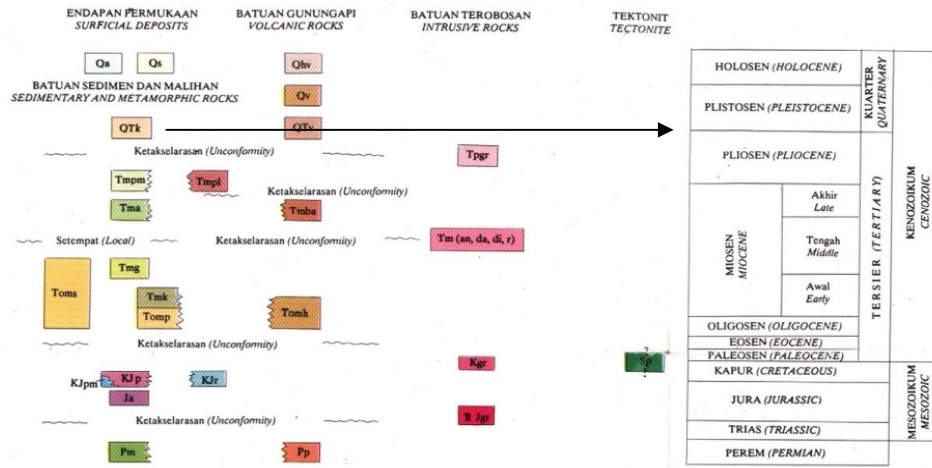 ENDAPAN PERMUKAAN
SURFICIAL DEPOSITS
BATUAN GUNUNGAPI
VOLCANIC ROCKS
BATUAN TEROBOSAN
INTRUSIVE ROCKS
TEKTONIT
TECTONITE
Qa
Qs
Qhv
BATUAN SEDIMEN DAN MALIHAN
SEDIMENTARY AND METAMORPHIC ROCKS
Qv
QTk
QTv
Ketakselarasan (Unconformity)
Tpgr
Tmpm
Tmpl
Ketakselarasan (Unconformity)
Tma
Tmba
Setempat (Local)
Ketakselarasan (Unconformity)
Tm (an, da, di, r)
Tmg
Toms
Tmk
Tomp
Tomh
Ketakselarasan (Unconformity)
Kgr
?
Sp
?
KJpm
KJp
KJr
Ja
Ketakselarasan (Unconformity)
R Jgr
Pm
Pp
HOLOSEN (HOLOCENE)
PLISTOSEN (PLEISTOCENE)
KUARTER
QUATERNARY
PLIOSEN (PLIOCENE)
MIOSEN
MIOCENE
Akhir
Late
Tengah
Middle
Awal
Early
OLIGOSEN (OLIGOCENE)
EOSEN (EOCENE)
PALEOSEN (PALEOCENE)
TERSIER (TERTIARY)
KENOZOIKUM
CENOZOIC
KAPUR (CRETACEOUS)
JURA (JURASSIC)
TRIAS (TRIASSIC)
PEREM (PERMIAN)
MESOZOIKUM
MESOZOIC